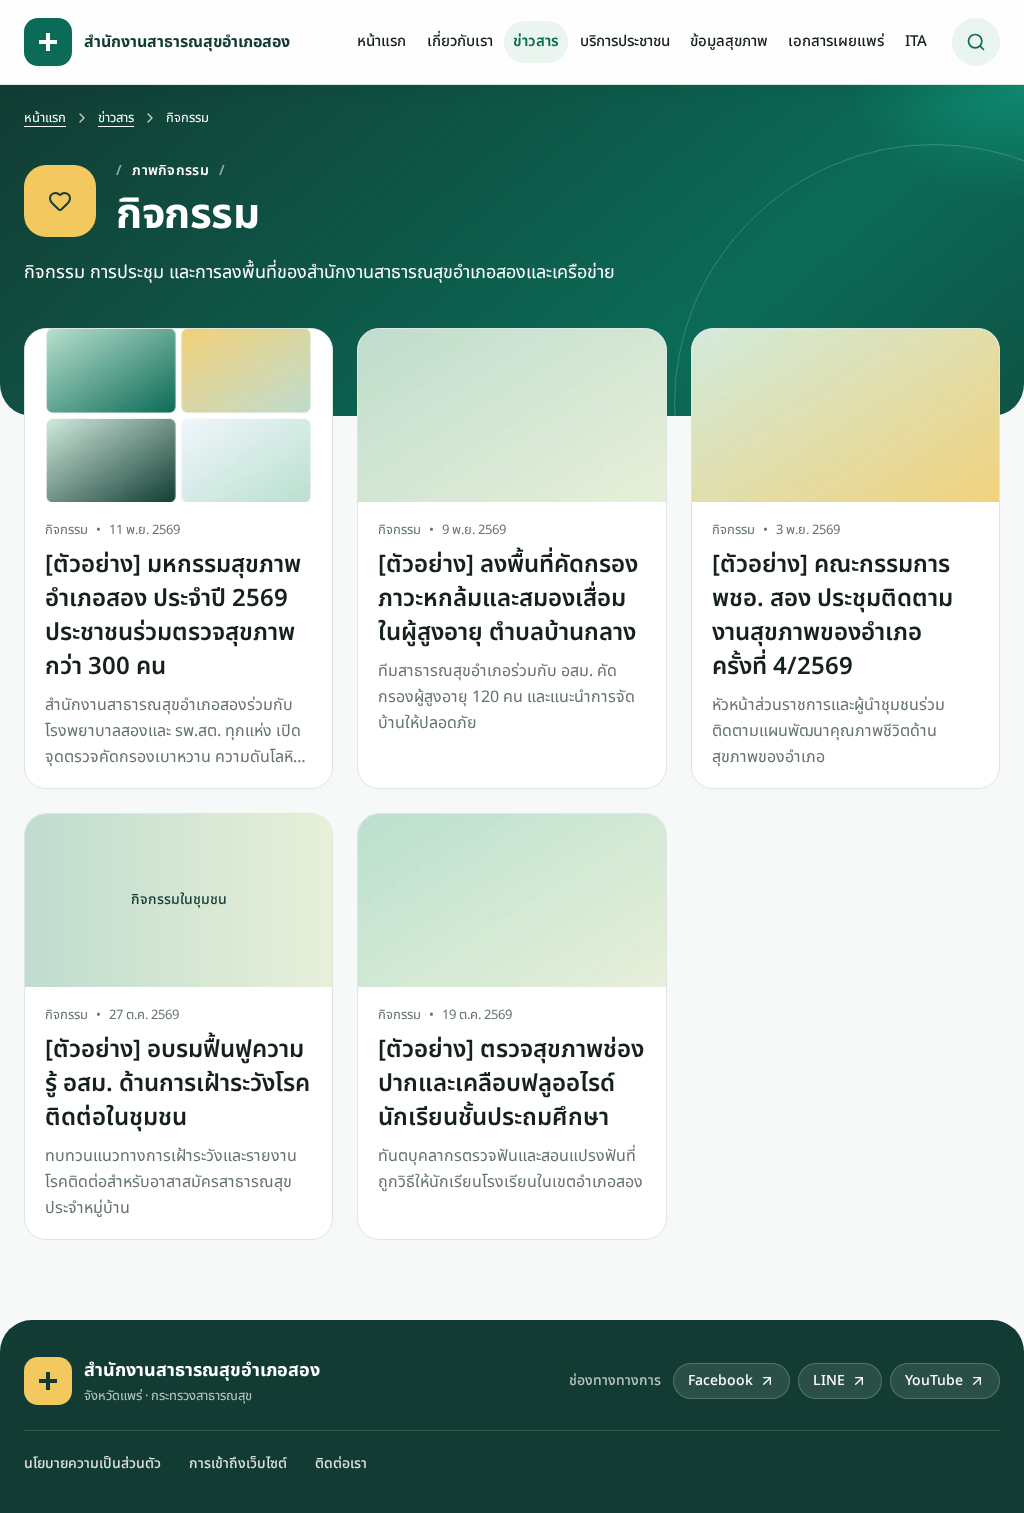 สำนักงานสาธารณสุขอำเภอสอง
หน้าแรก เกี่ยวกับเรา ข่าวสาร บริการประชาชน ข้อมูลสุขภาพ เอกสารเผยแพร่ ITA
หน้าแรก > ข่าวสาร > กิจกรรม
/ ภาพกิจกรรม /
กิจกรรม
กิจกรรม การประชุม และการลงพื้นที่ของสำนักงานสาธารณสุขอำเภอสองและเครือข่าย
กิจกรรม • 11 พ.ย. 2569
[ตัวอย่าง] มหกรรมสุขภาพ
อำเภอสอง ประจำปี 2569
ประชาชนร่วมตรวจสุขภาพ
กว่า 300 คน
สำนักงานสาธารณสุขอำเภอสองร่วมกับ
โรงพยาบาลสองและ รพ.สต. ทุกแห่ง เปิด
จุดตรวจคัดกรองเบาหวาน ความดันโลหิ...
กิจกรรม • 9 พ.ย. 2569
[ตัวอย่าง] ลงพื้นที่คัดกรอง
ภาวะหกล้มและสมองเสื่อม
ในผู้สูงอายุ ตำบลบ้านกลาง
ทีมสาธารณสุขอำเภอร่วมกับ อสม. คัด
กรองผู้สูงอายุ 120 คน และแนะนำการจัด
บ้านให้ปลอดภัย
กิจกรรม • 3 พ.ย. 2569
[ตัวอย่าง] คณะกรรมการ
พชอ. สอง ประชุมติดตาม
งานสุขภาพของอำเภอ
ครั้งที่ 4/2569
หัวหน้าส่วนราชการและผู้นำชุมชนร่วม
ติดตามแผนพัฒนาคุณภาพชีวิตด้าน
สุขภาพของอำเภอ
กิจกรรมในชุมชน
กิจกรรม • 27 ต.ค. 2569
[ตัวอย่าง] อบรมฟื้นฟูความ
รู้ อสม. ด้านการเฝ้าระวังโรค
ติดต่อในชุมชน
ทบทวนแนวทางการเฝ้าระวังและรายงาน
โรคติดต่อสำหรับอาสาสมัครสาธารณสุข
ประจำหมู่บ้าน
กิจกรรม • 19 ต.ค. 2569
[ตัวอย่าง] ตรวจสุขภาพช่อง
ปากและเคลือบฟลูออไรด์
นักเรียนชั้นประถมศึกษา
ทันตบุคลากรตรวจฟันและสอนแปรงฟันที่
ถูกวิธีให้นักเรียนโรงเรียนในเขตอำเภอสอง
สำนักงานสาธารณสุขอำเภอสอง
จังหวัดแพร่ · กระทรวงสาธารณสุข
ช่องทางทางการ Facebook LINE YouTube
นโยบายความเป็นส่วนตัว การเข้าถึงเว็บไซต์ ติดต่อเรา